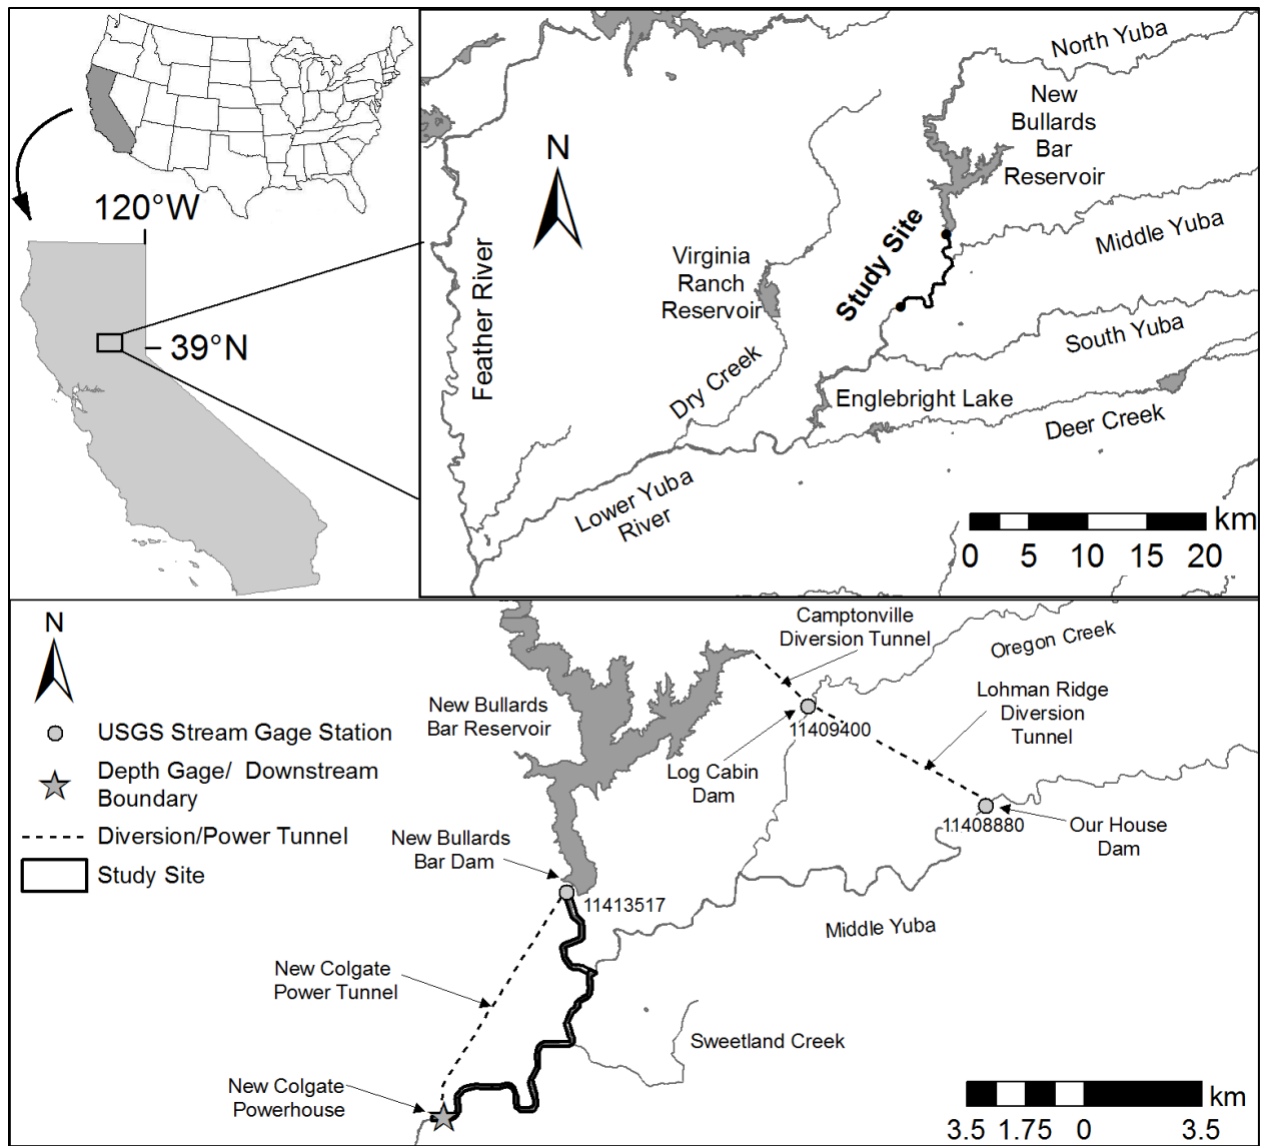 120°W
39°N
N
North Yuba
New
Bullards
Bar
Reservoir
Middle Yuba
Study Site
Virginia
Ranch
Reservoir
Feather River
Dry Creek
South Yuba
Englebright Lake
Deer Creek
Lower Yuba
River
km
0 5 10 15 20
N
USGS Stream Gage Station
Depth Gage/ Downstream
Boundary
Diversion/Power Tunnel
Study Site
Camptonville
Diversion Tunnel
Oregon Creek
Lohman Ridge
Diversion
Tunnel
New Bullards
Bar Reservoir
11409400
Log Cabin
Dam
11408880
Our House
Dam
New Bullards
Bar Dam
11413517
Middle Yuba
New Colgate
Power Tunnel
Sweetland Creek
New Colgate
Powerhouse
km
3.5 1.75 0 3.5